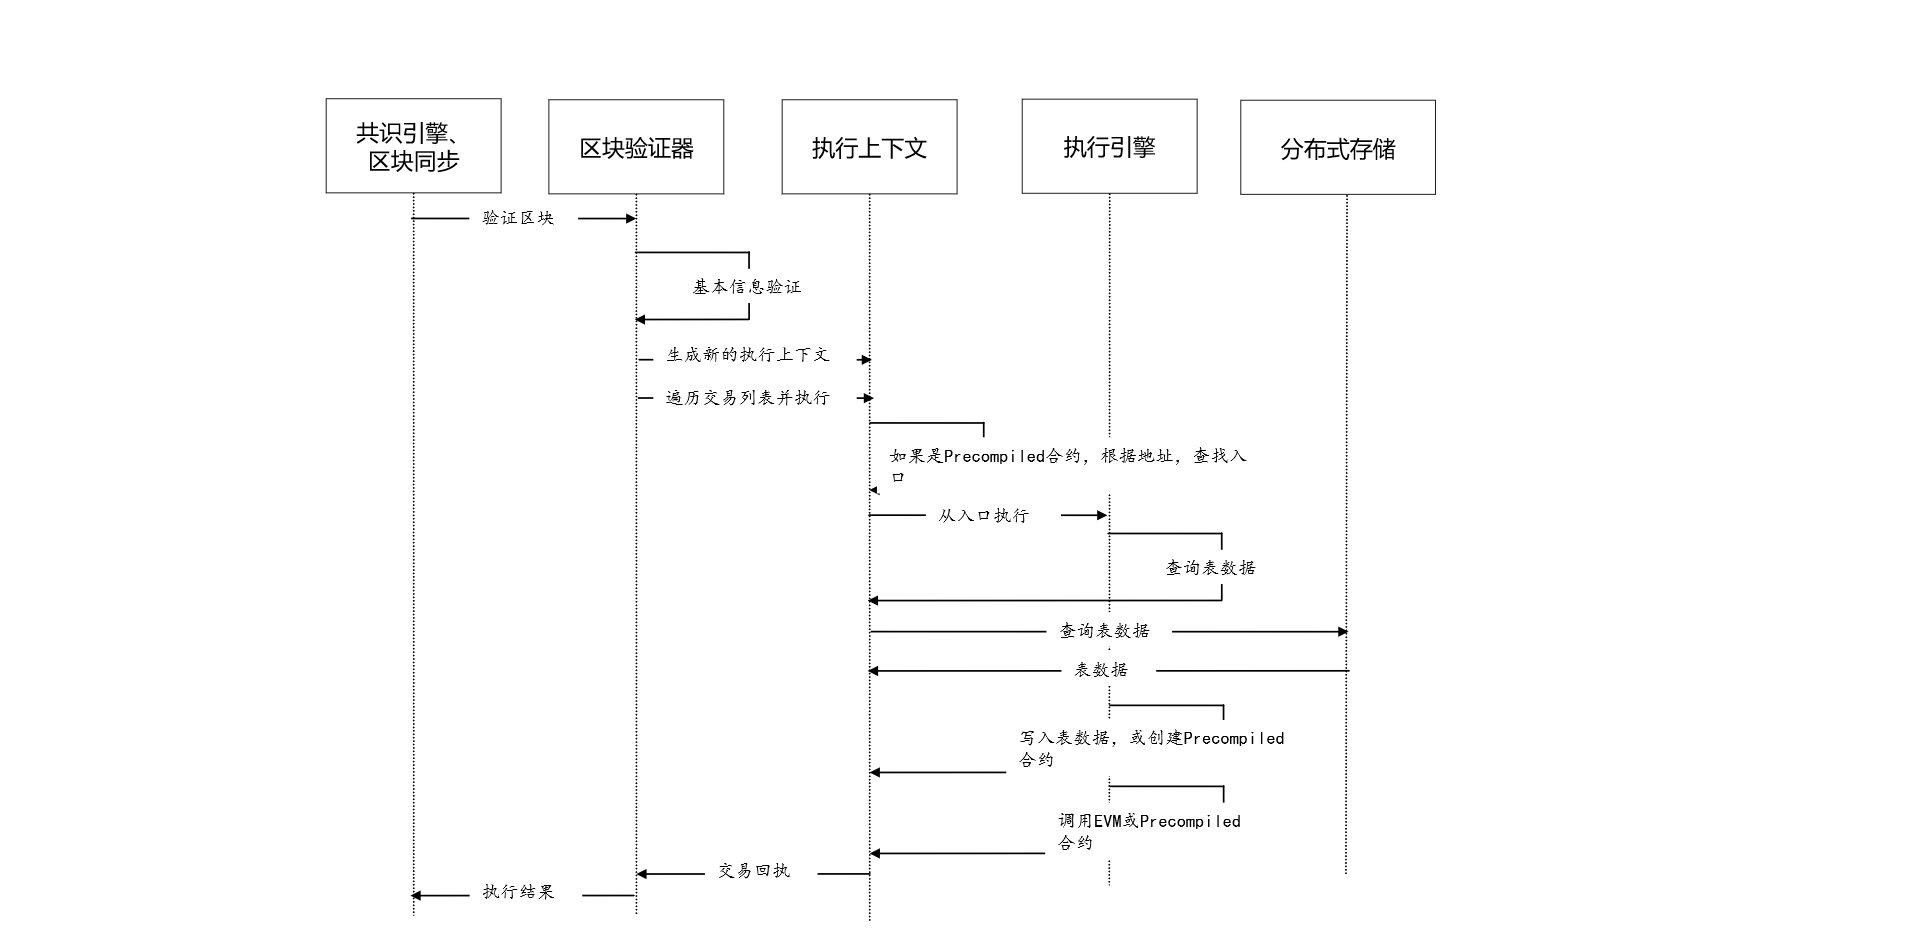 共识引擎、
区块同步
区块验证器
执行上下文
执行引擎
分布式存储
验证区块
基本信息验证
生成新的执行上下文
遍历交易列表并执行
如果是Precompiled合约，根据地址，查找入
口
从入口执行
查询表数据
查询表数据
表数据
写入表数据，或创建Precompiled
合约
调用EVM或Precompiled
合约
交易回执
执行结果